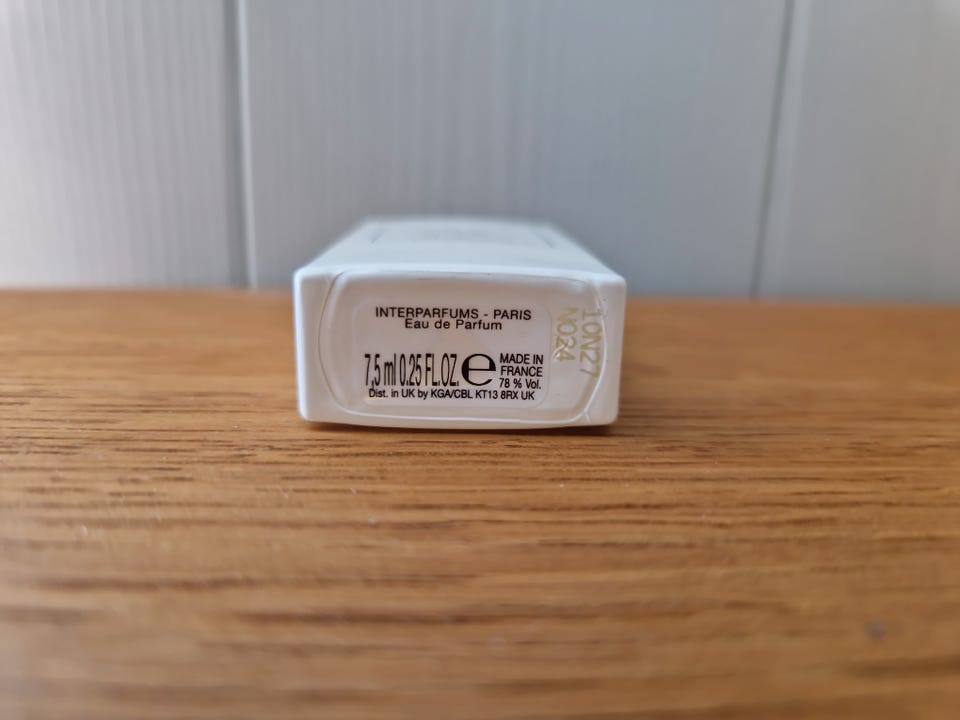 INTERPARFUMS - PARIS
Eau de Parfum
7,5 ml 0.25 FL.OZ. e
MADE IN
FRANCE
78 % Vol.
Dist. in UK by KGA/CBL KT13 8RX UK
10N27
N024